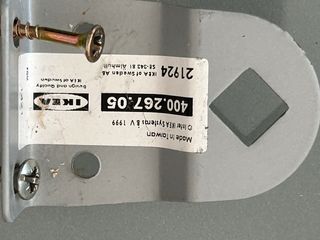 Design and Quality
IKEA of Sweden
IKEA
21924
IKEA of Sweden AB
SE-343 81 Älmhult
400.267.05
© Inter IKEA Systems B V 1999
Made in Taiwan